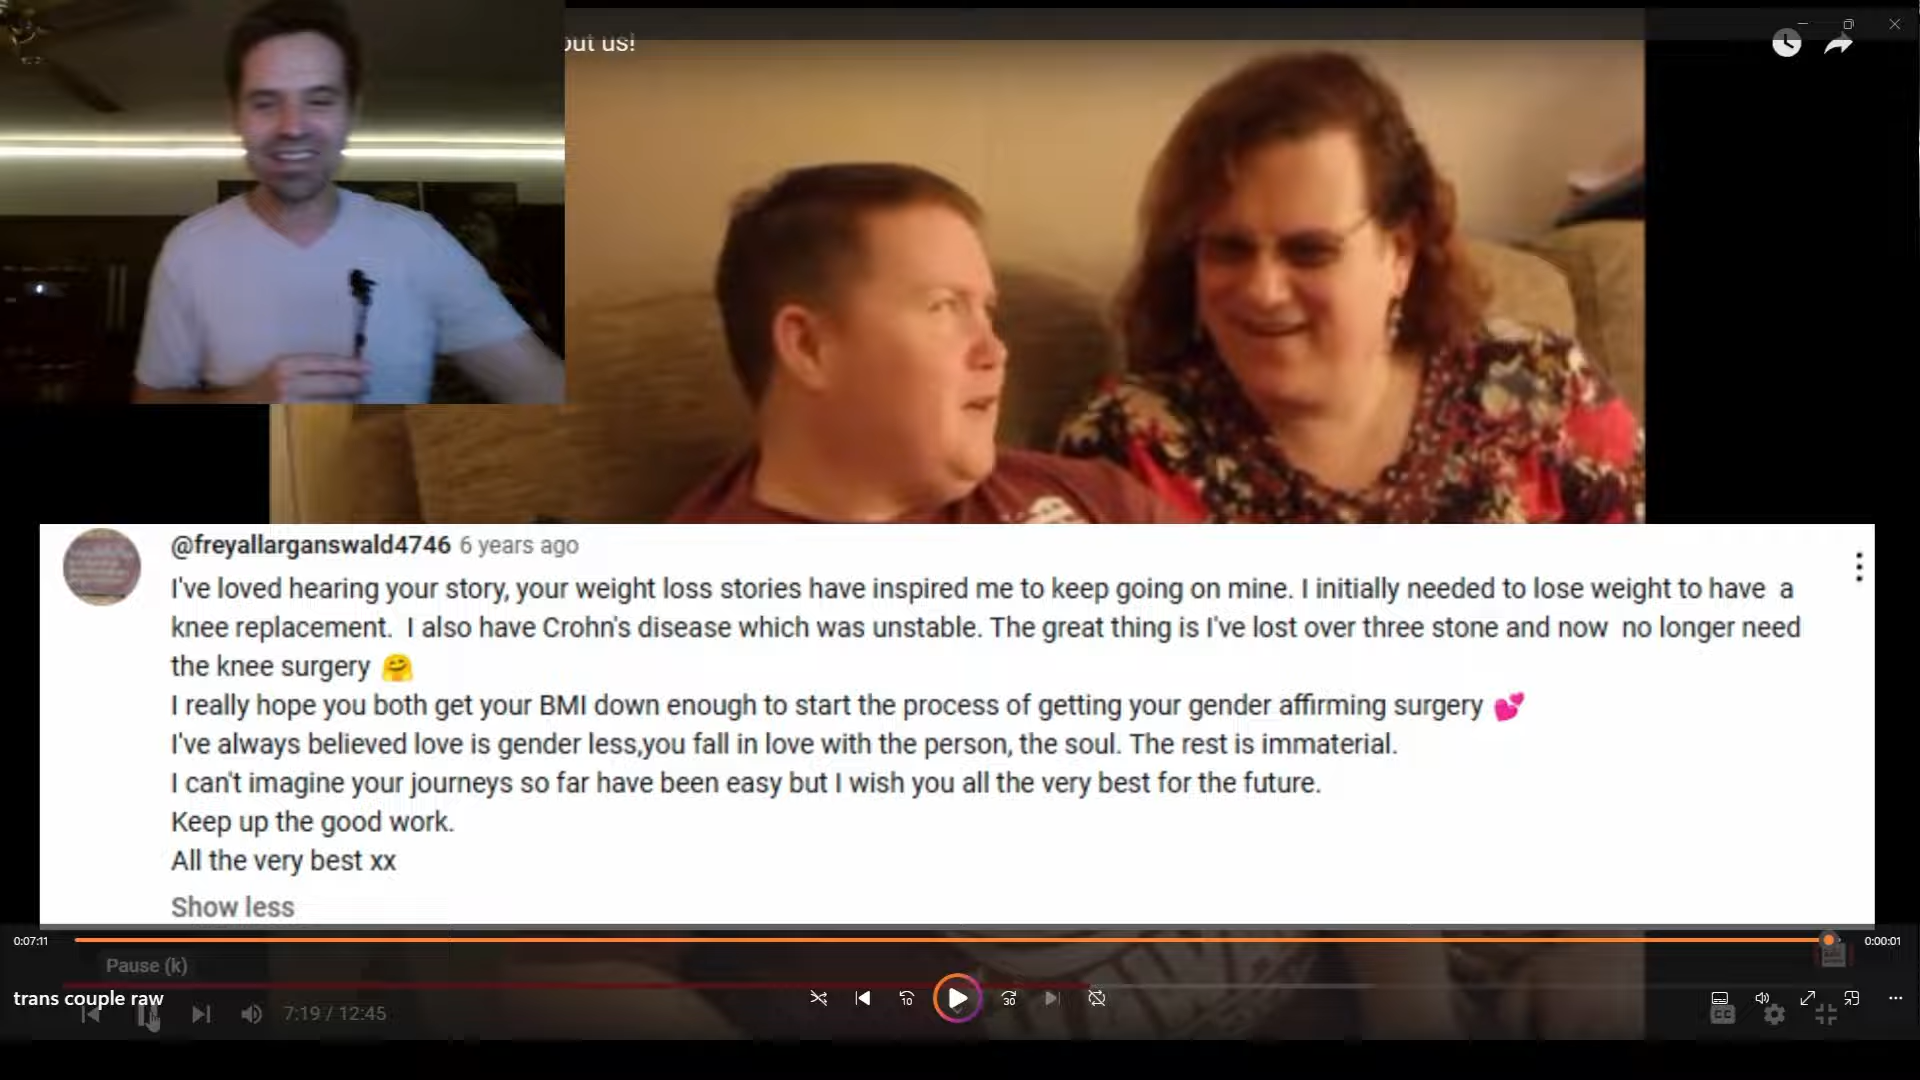 out us!
@freyallarganswald4746 6 years ago
I've loved hearing your story, your weight loss stories have inspired me to keep going on mine. I initially needed to lose weight to have a
knee replacement. I also have Crohn's disease which was unstable. The great thing is I've lost over three stone and now no longer need
the knee surgery 🤗
I really hope you both get your BMI down enough to start the process of getting your gender affirming surgery 💕
I've always believed love is gender less,you fall in love with the person, the soul. The rest is immaterial.
I can't imagine your journeys so far have been easy but I wish you all the very best for the future.
Keep up the good work.
All the very best xx
Show less
0:07:11
0:00:01
Pause (k)
trans couple raw
10
30
7:19 / 12:45
CC